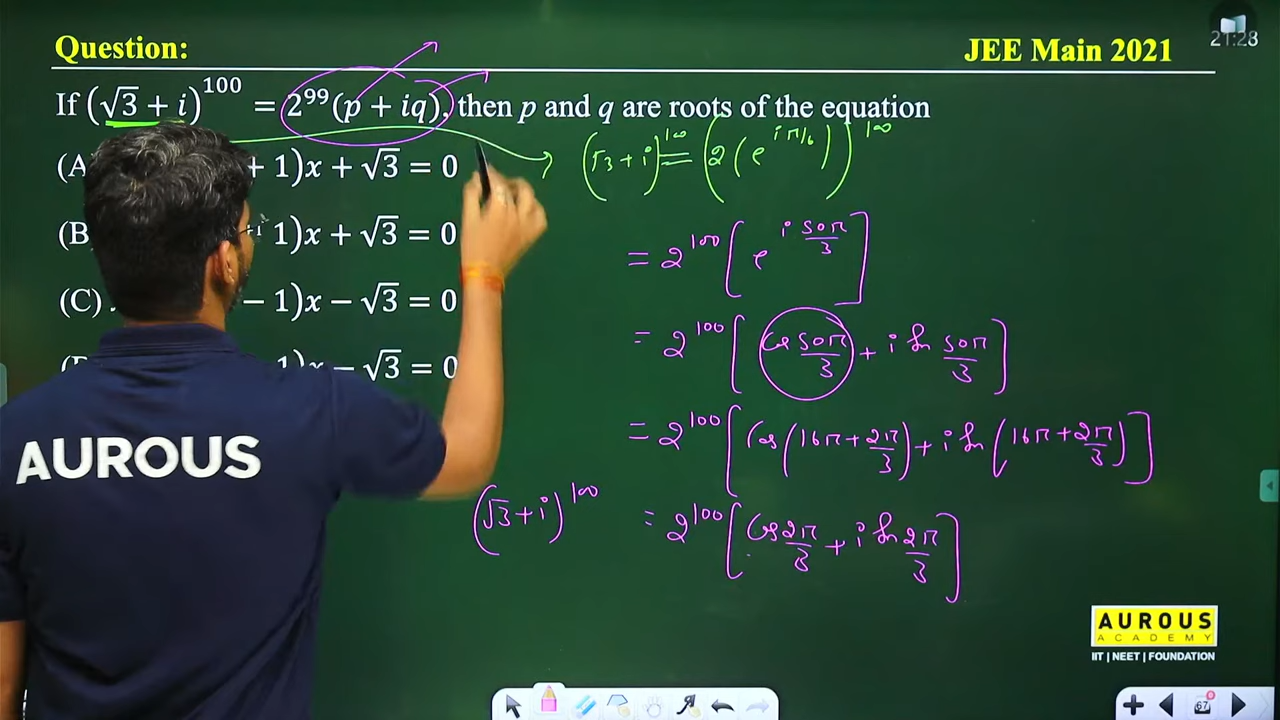 Question:
JEE Main 2021
21:28
If (√3 + i)^100 = 2^99(p + iq), then p and q are roots of the equation
(A + 1)x + √3 = 0
(B 1)x + √3 = 0
(C) − 1)x − √3 = 0
1)x − √3 = 0
(√3 + i)^100 = (2(e^(iπ/6)))^100
= 2^100 [e^(i 50π/3)]
= 2^100 [cos 50π/3 + i sin 50π/3]
= 2^100 [cos(16π + 2π/3) + i sin(16π + 2π/3)]
(√3 + i)^100 = 2^100 [cos 2π/3 + i sin 2π/3]
AUROUS
AUROUS
ACADEMY
IIT | NEET | FOUNDATION
67